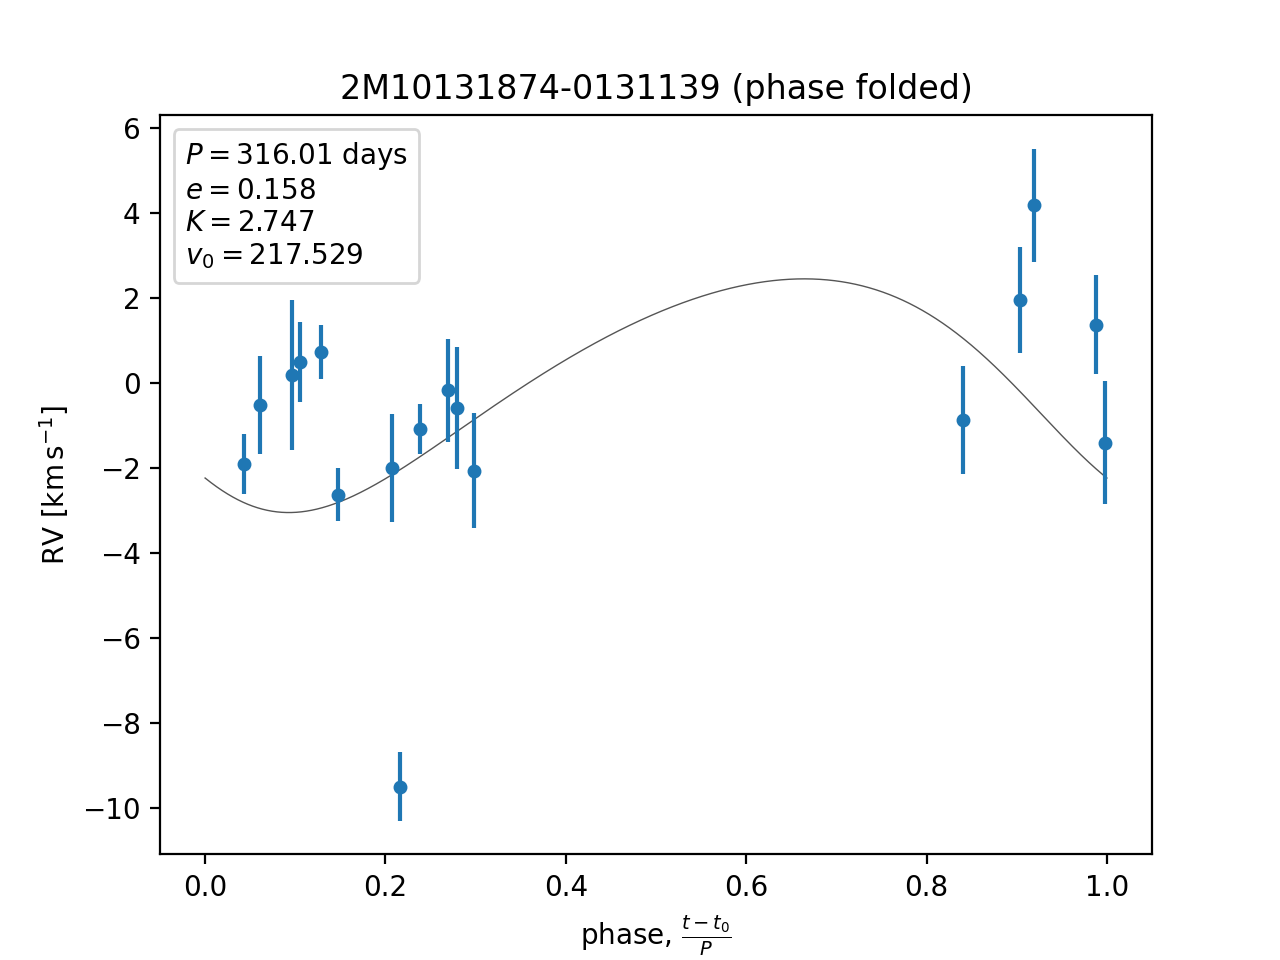 2M10131874-0131139 (phase folded)
P = 316.01 days
e = 0.158
K = 2.747
v₀ = 217.529
6
4
2
0
−2
−4
−6
−8
−10
RV [km s⁻¹]
0.0 0.2 0.4 0.6 0.8 1.0
phase, (t − t₀)/P